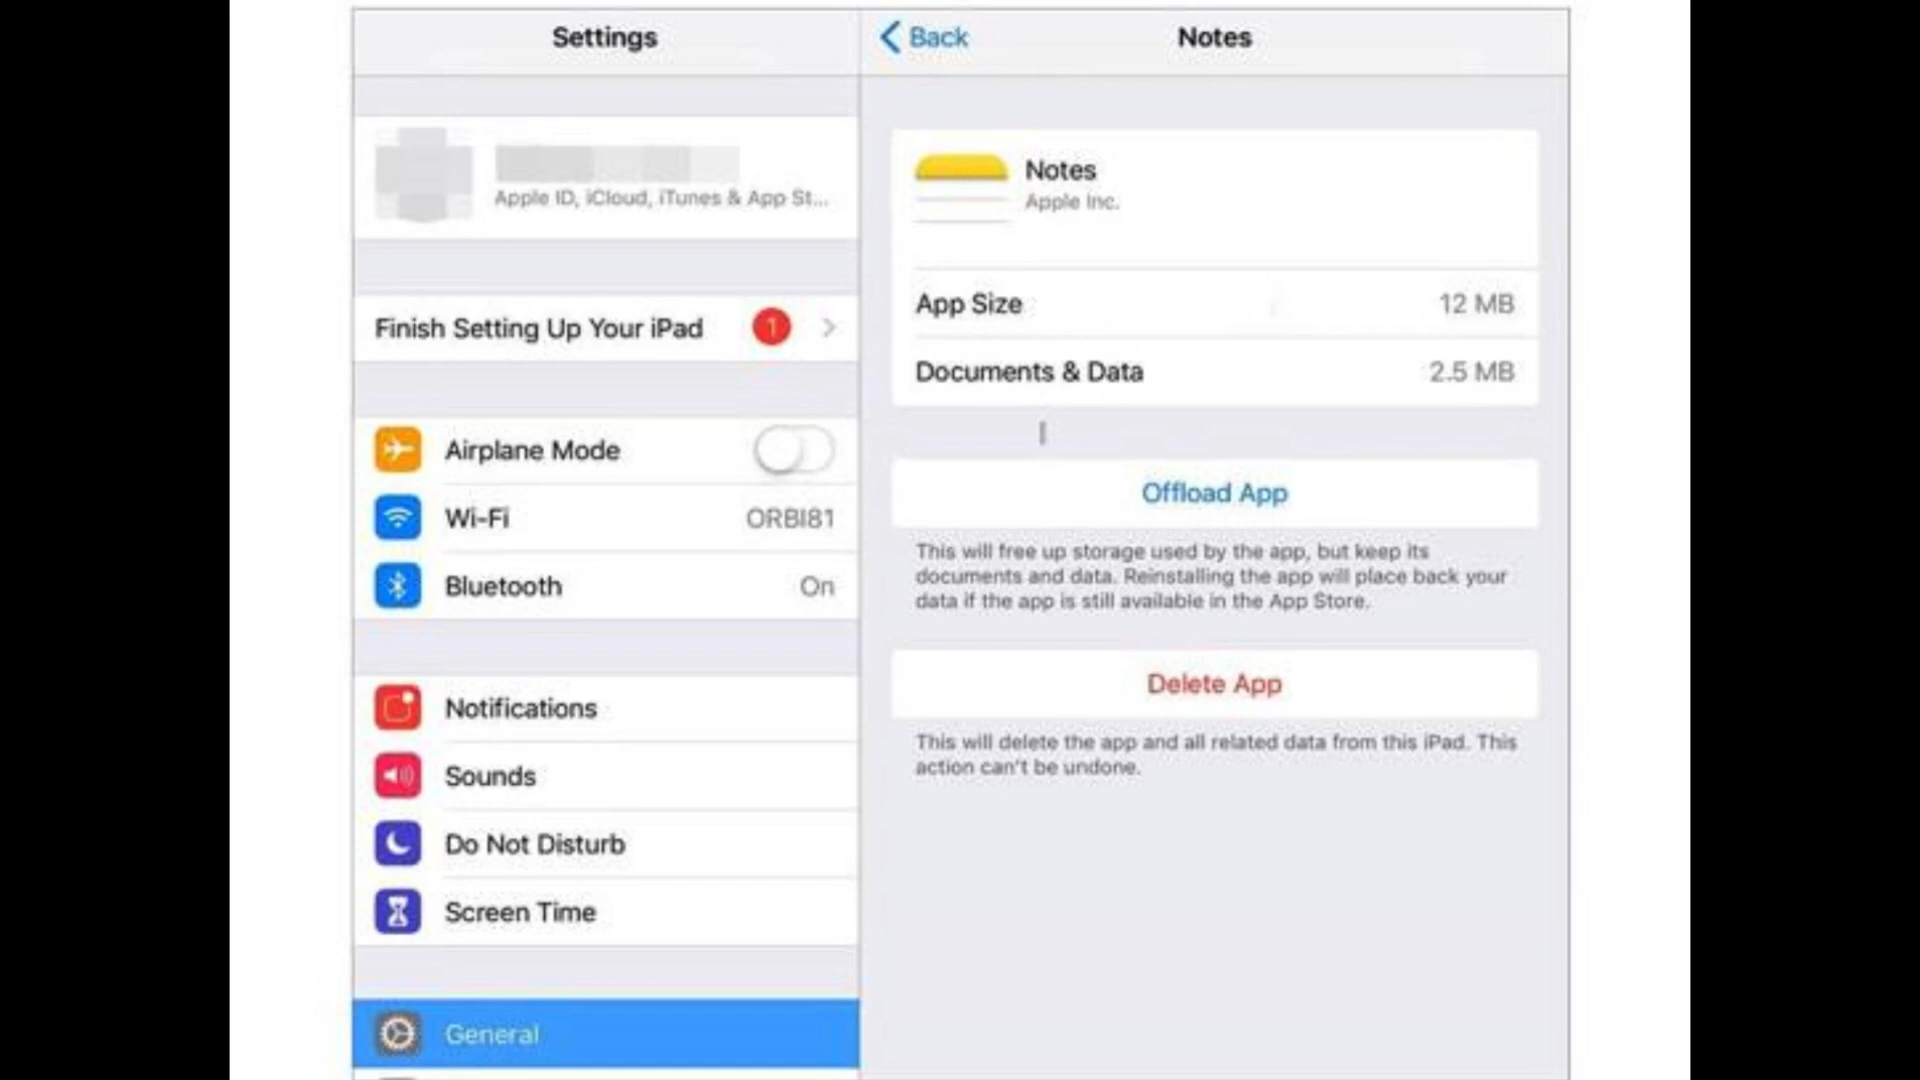 Settings
Apple ID, iCloud, iTunes & App St...
Finish Setting Up Your iPad 1
Airplane Mode
Wi-Fi ORBI81
Bluetooth On
Notifications
Sounds
Do Not Disturb
Screen Time
General
Back Notes
Notes
Apple Inc.
App Size 12 MB
Documents & Data 2.5 MB
Offload App
This will free up storage used by the app, but keep its
documents and data. Reinstalling the app will place back your
data if the app is still available in the App Store.
Delete App
This will delete the app and all related data from this iPad. This
action can't be undone.